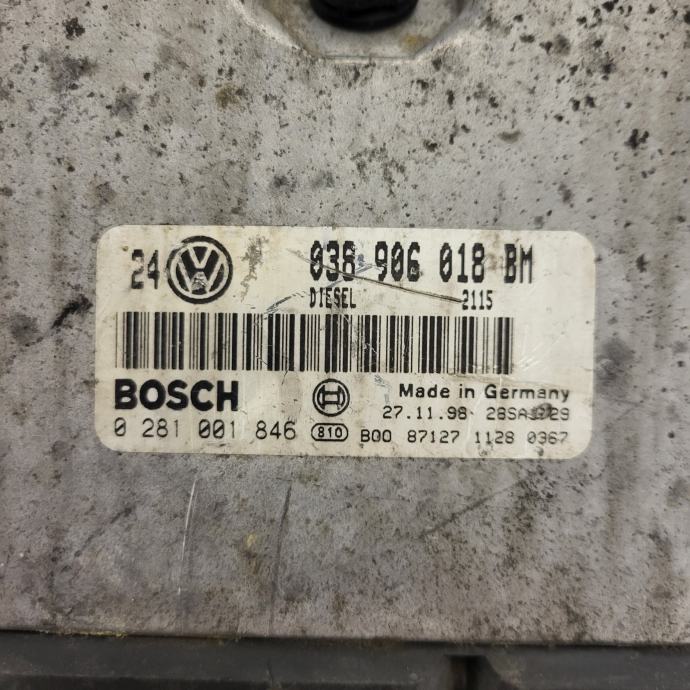 24 VW 038 906 018 BM
DIESEL 2115
BOSCH Made in Germany
27.11.98
0 281 001 846 810 B00 87127 1128 0367